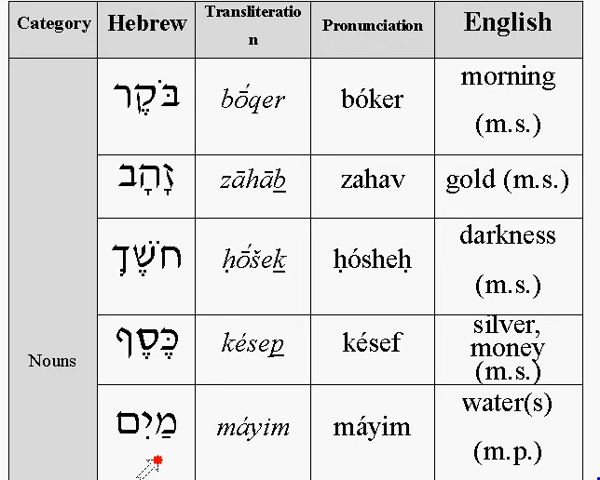 Category Hebrew Transliteratio Pronunciation English
n
בֹּקֶר bṓqer bóker morning
(m.s.)
זָהָב zāhāḇ zahav gold (m.s.)
חֹשֶׁךְ ḥṓšeḵ ḥósheḥ darkness
(m.s.)
Nouns
כֶּסֶף késep̱ késef silver,
money
(m.s.)
מַיִם máyim máyim water(s)
(m.p.)